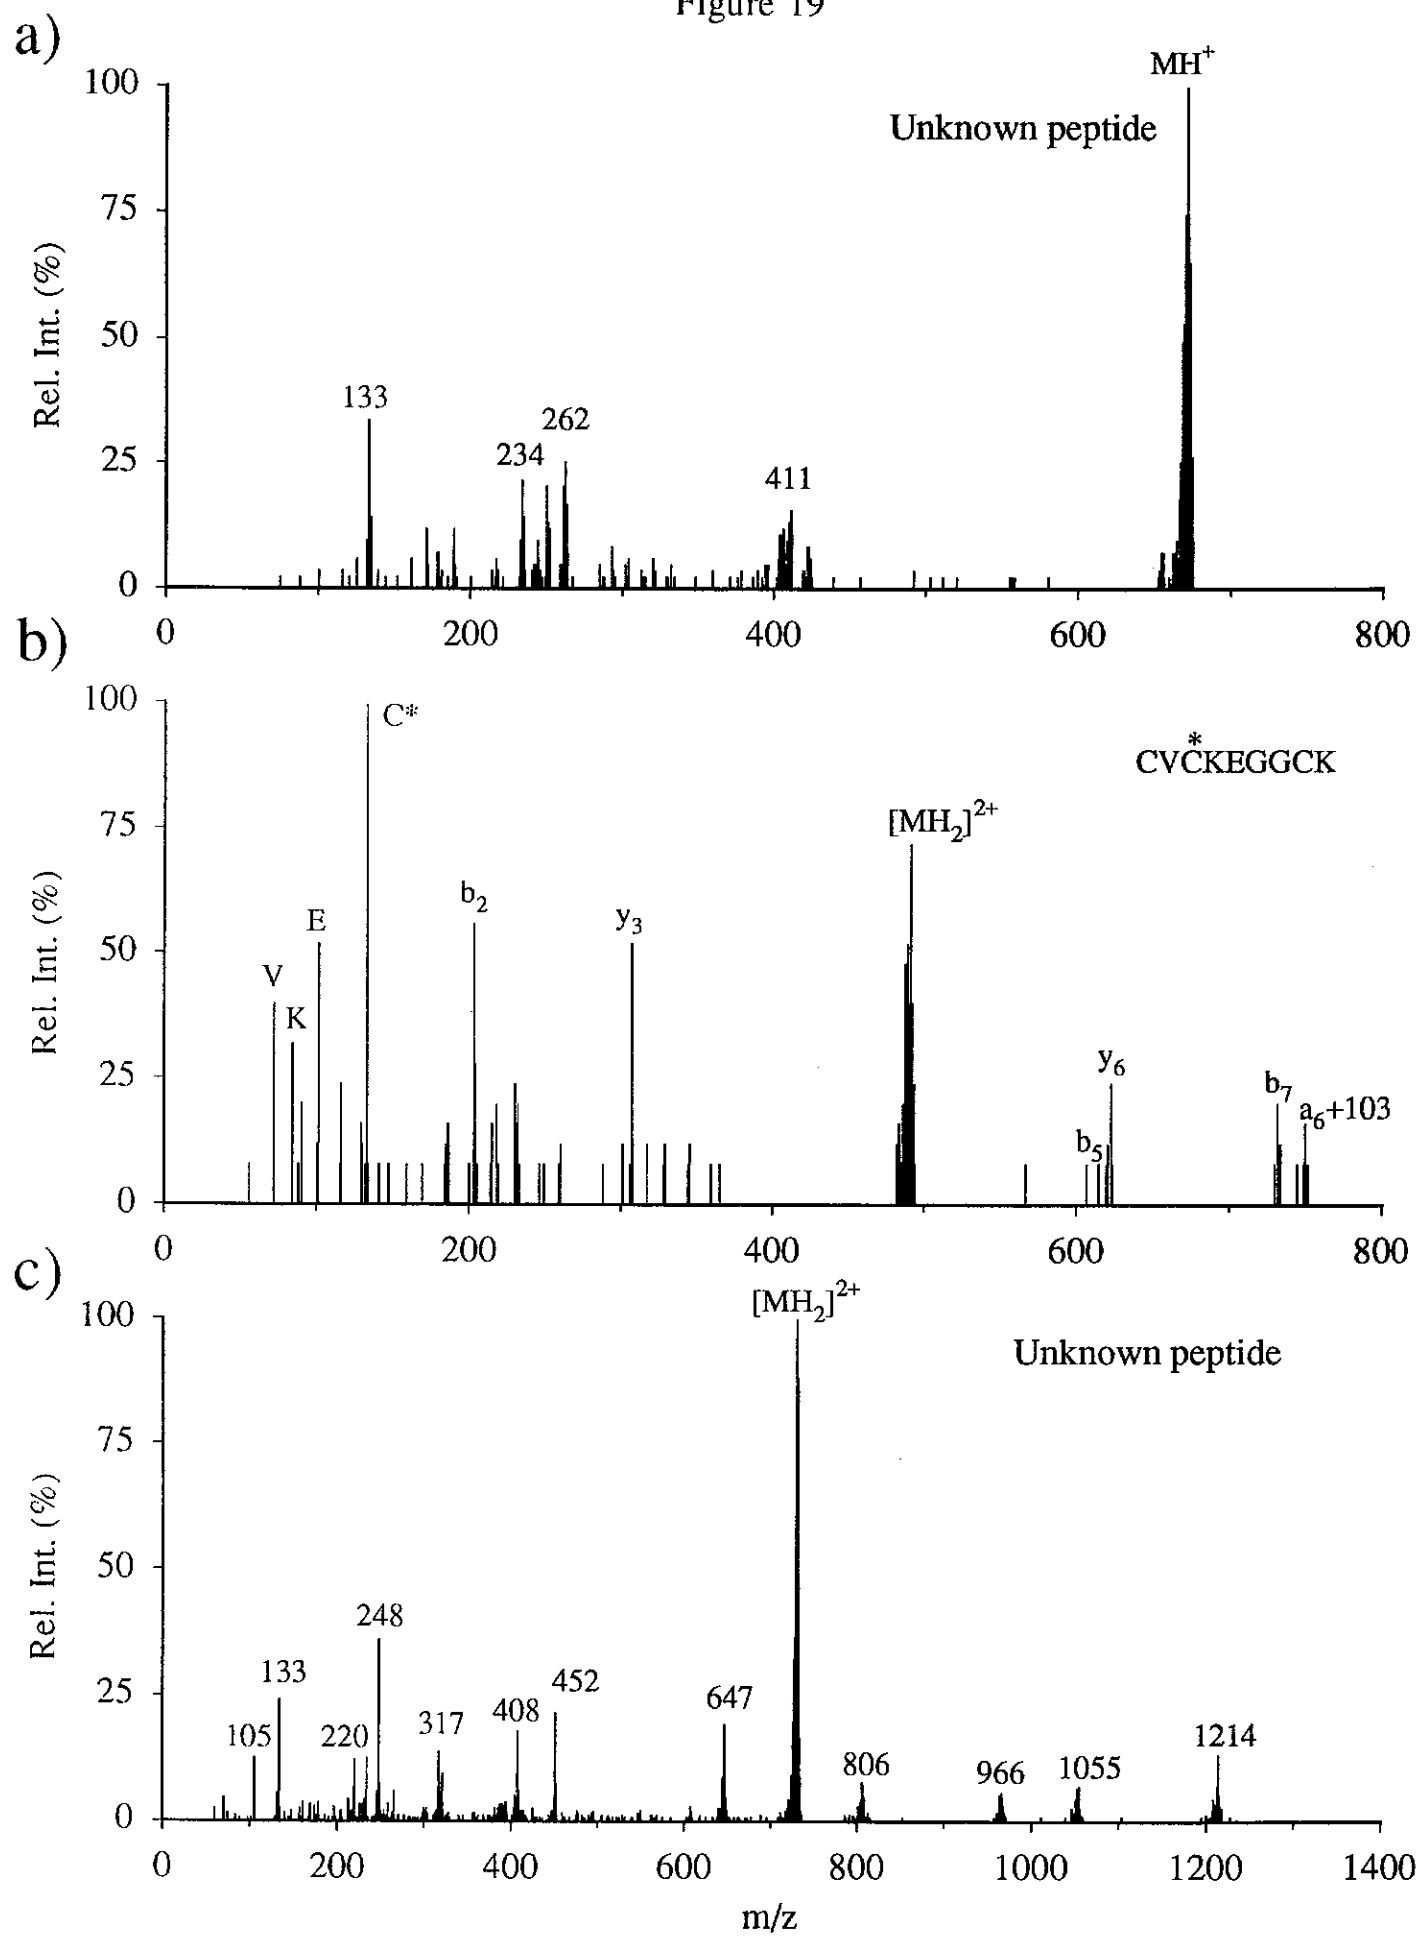 Figure 19
a)
MH⁺
Unknown peptide
Rel. Int. (%)
100
75
50
25
0
133
234
262
411
0 200 400 600 800
b)
C*
*
CVCKEGGCK
[MH₂]²⁺
Rel. Int. (%)
100
75
50
25
0
V
K
E
b₂
y₃
b₅
y₆
b₇
a₆+103
0 200 400 600 800
c)
[MH₂]²⁺
Unknown peptide
Rel. Int. (%)
100
75
50
25
0
105
133
220
248
317
408
452
647
806
966
1055
1214
0 200 400 600 800 1000 1200 1400
m/z